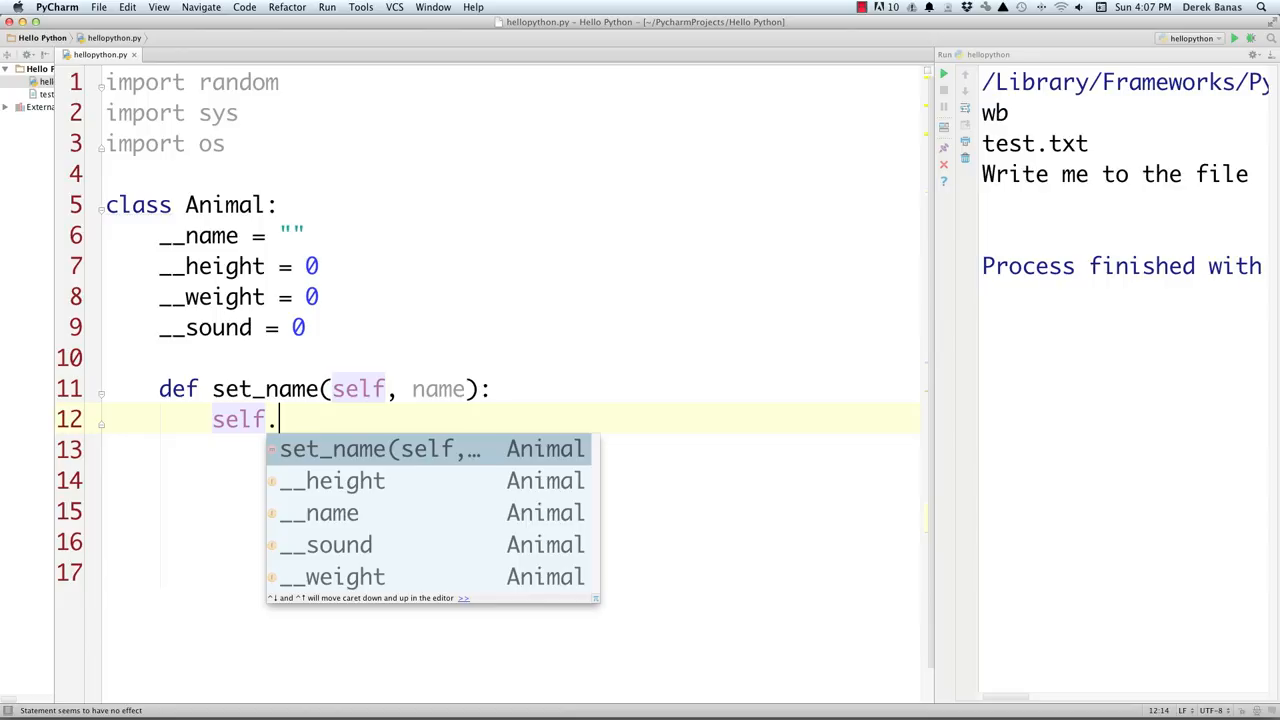 PyCharm File Edit View Navigate Code Refactor Run Tools VCS Window Help 10 Sun 4:07 PM Derek Banas
hellopython.py - Hello Python - [~/PycharmProjects/Hello Python]
Hello Python hellopython.py hellopython
hellopython.py Run hellopython
Hello P
hell
test
Extern
1 import random
2 import sys
3 import os
4
5 class Animal:
6 __name = ""
7 __height = 0
8 __weight = 0
9 __sound = 0
10
11 def set_name(self, name):
12 self.
13
14
15
16
17
set_name(self,… Animal
__height Animal
__name Animal
__sound Animal
__weight Animal
^↓ and ^↑ will move caret down and up in the editor >>
/Library/Frameworks/Py
wb
test.txt
Write me to the file
Process finished with
Statement seems to have no effect 12:14 LF UTF-8